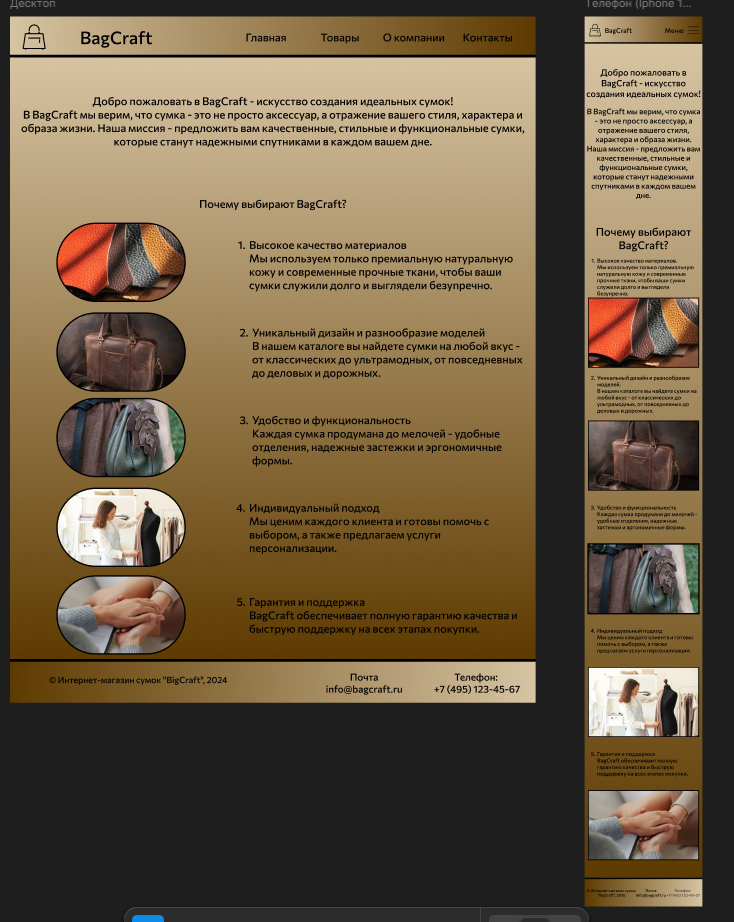 Десктоп
BagCraft
Главная
Товары
О компании
Контакты
Добро пожаловать в BagCraft - искусство создания идеальных сумок!
В BagCraft мы верим, что сумка - это не просто аксессуар, а отражение вашего стиля, характера и
образа жизни. Наша миссия - предложить вам качественные, стильные и функциональные сумки,
которые станут надежными спутниками в каждом вашем дне.
Почему выбирают BagCraft?
1. Высокое качество материалов
Мы используем только премиальную натуральную
кожу и современные прочные ткани, чтобы ваши
сумки служили долго и выглядели безупречно.
2. Уникальный дизайн и разнообразие моделей
В нашем каталоге вы найдете сумки на любой вкус -
от классических до ультрамодных, от повседневных
до деловых и дорожных.
3. Удобство и функциональность
Каждая сумка продумана до мелочей - удобные
отделения, надежные застежки и эргономичные
формы.
4. Индивидуальный подход
Мы ценим каждого клиента и готовы помочь с
выбором, а также предлагаем услуги
персонализации.
5. Гарантия и поддержка
BagCraft обеспечивает полную гарантию качества и
быструю поддержку на всех этапах покупки.
© Интернет-магазин сумок "BigCraft", 2024
Почта
info@bagcraft.ru
Телефон:
+7 (495) 123-45-67
Телефон (Iphone 1...
BagCraft
Меню
Добро пожаловать в
BagCraft - искусство
создания идеальных сумок!
В BagCraft мы верим, что сумка
- это не просто аксессуар, а
отражение вашего стиля,
характера и образа жизни.
Наша миссия - предложить вам
качественные, стильные и
функциональные сумки,
которые станут надежными
спутниками в каждом вашем
дне.
Почему выбирают
BagCraft?
1. Высокое качество материалов.
Мы используем только премиальную
натуральную кожу и современные
прочные ткани, чтобы ваши сумки
служили долго и выглядели
безупречно.
2. Уникальный дизайн и разнообразие
моделей.
В нашем каталоге вы найдете сумки на
любой вкус - от классических до
ультрамодных, от повседневных до
деловых и дорожных.
3. Удобство и функциональность
Каждая сумка продумана до мелочей -
удобные отделения, надежные
застежки и эргономичные формы.
4. Индивидуальный подход
Мы ценим каждого клиента и готовы
помочь с выбором, а также
предлагаем услуги персонализации.
5. Гарантия и поддержка
BagCraft обеспечивает полную
гарантию качества и быструю
поддержку на всех этапах покупки.
Почта
Телефон